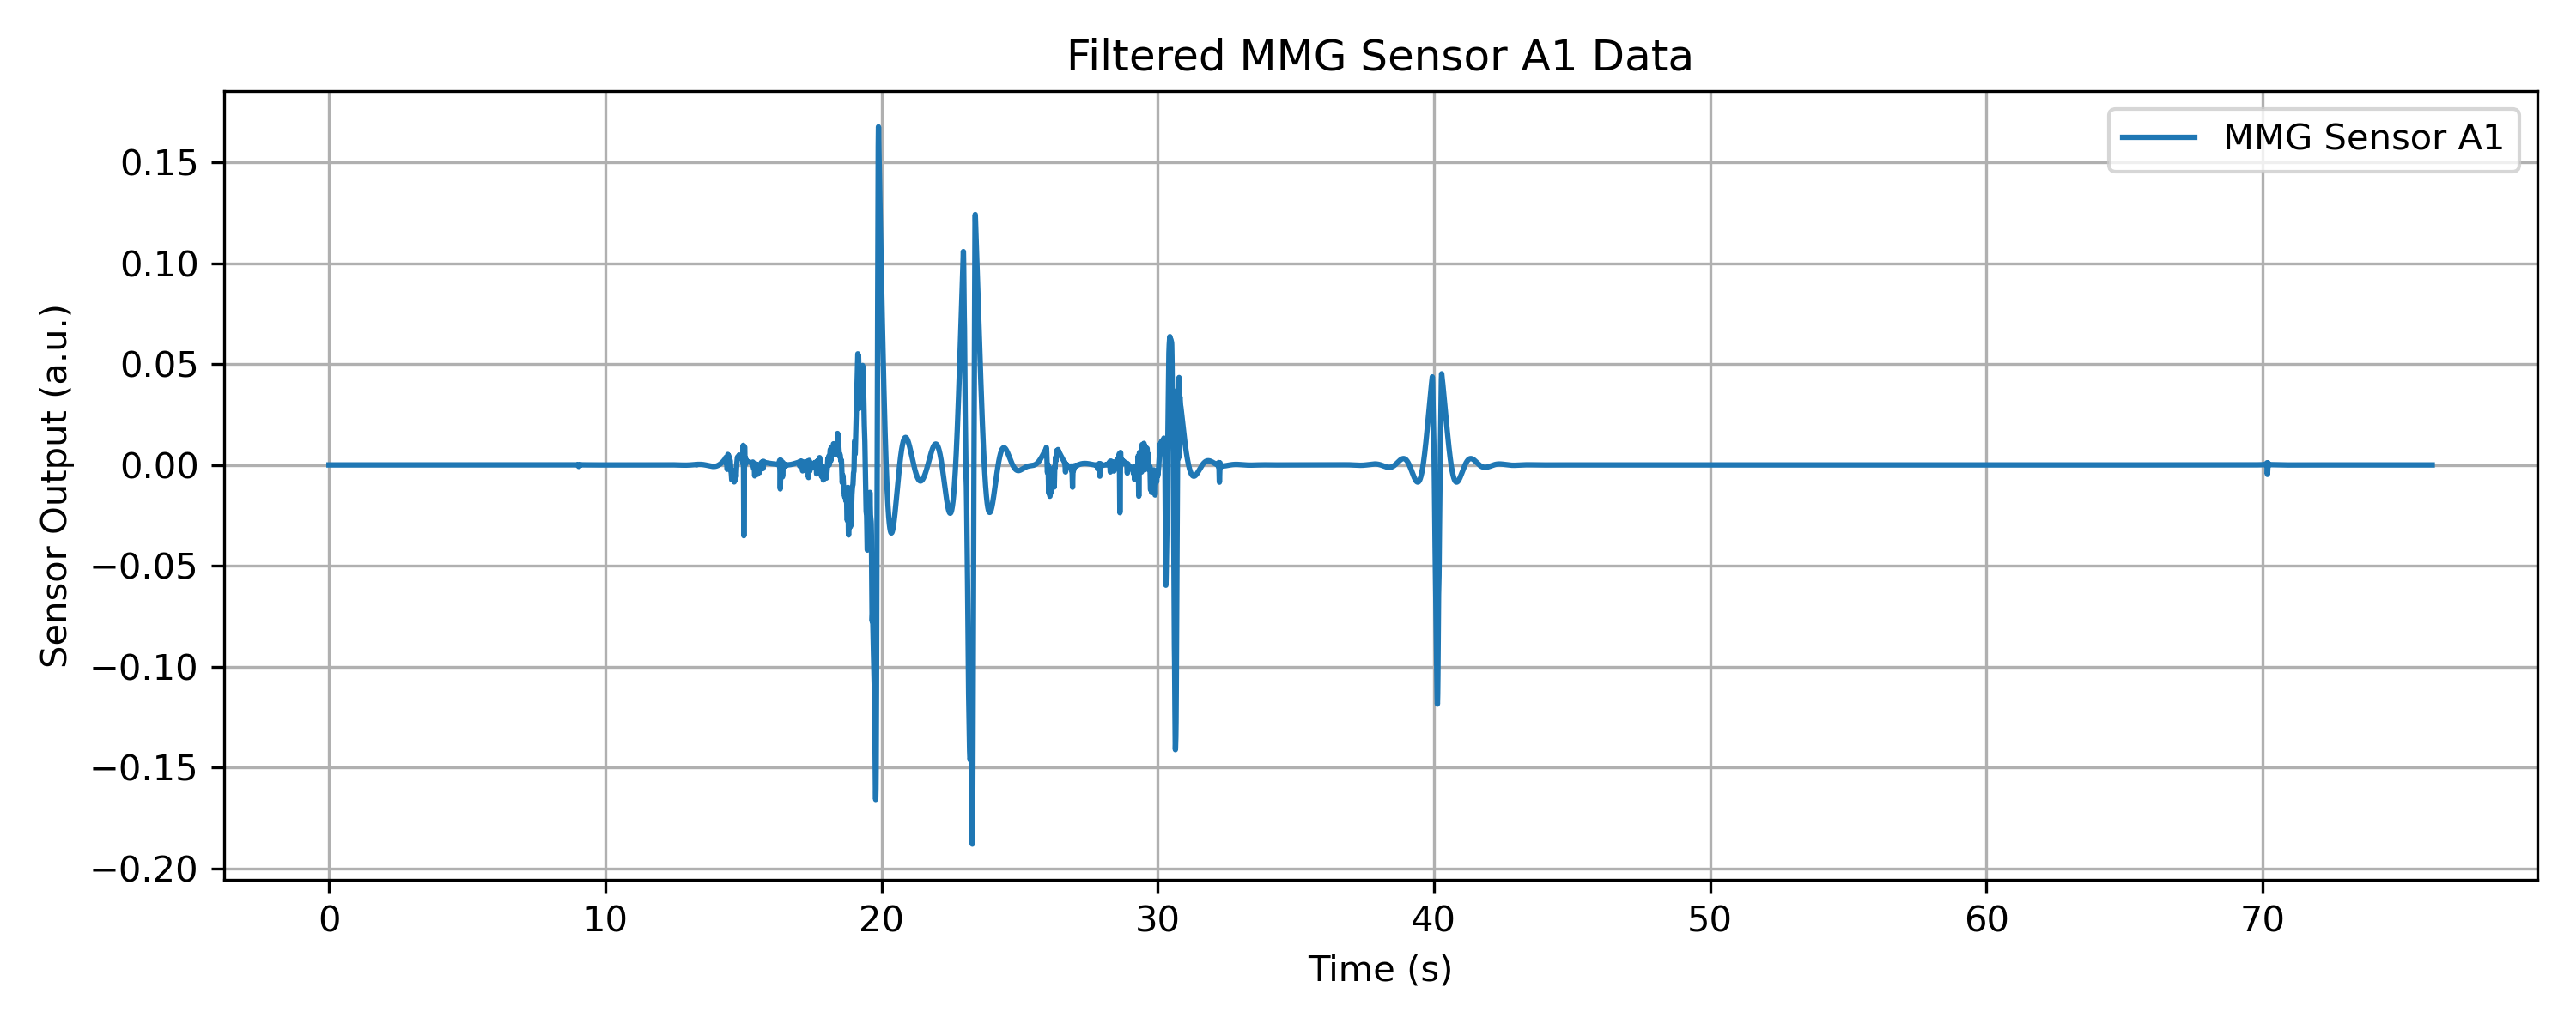 Filtered MMG Sensor A1 Data
MMG Sensor A1
Sensor Output (a.u.)
0.15
0.10
0.05
0.00
−0.05
−0.10
−0.15
−0.20
0 10 20 30 40 50 60 70
Time (s)